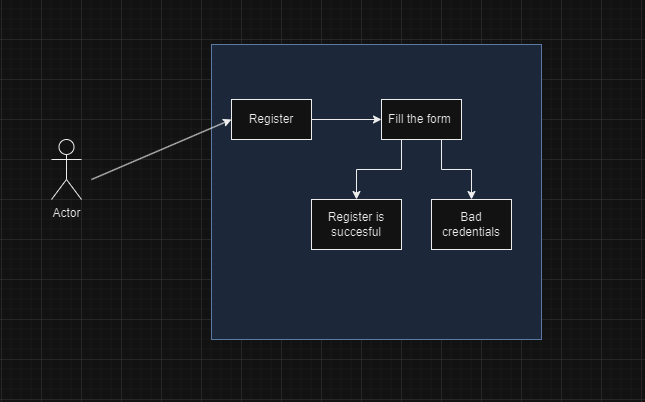 Register
Fill the form
Actor
Register is
succesful
Bad
credentials